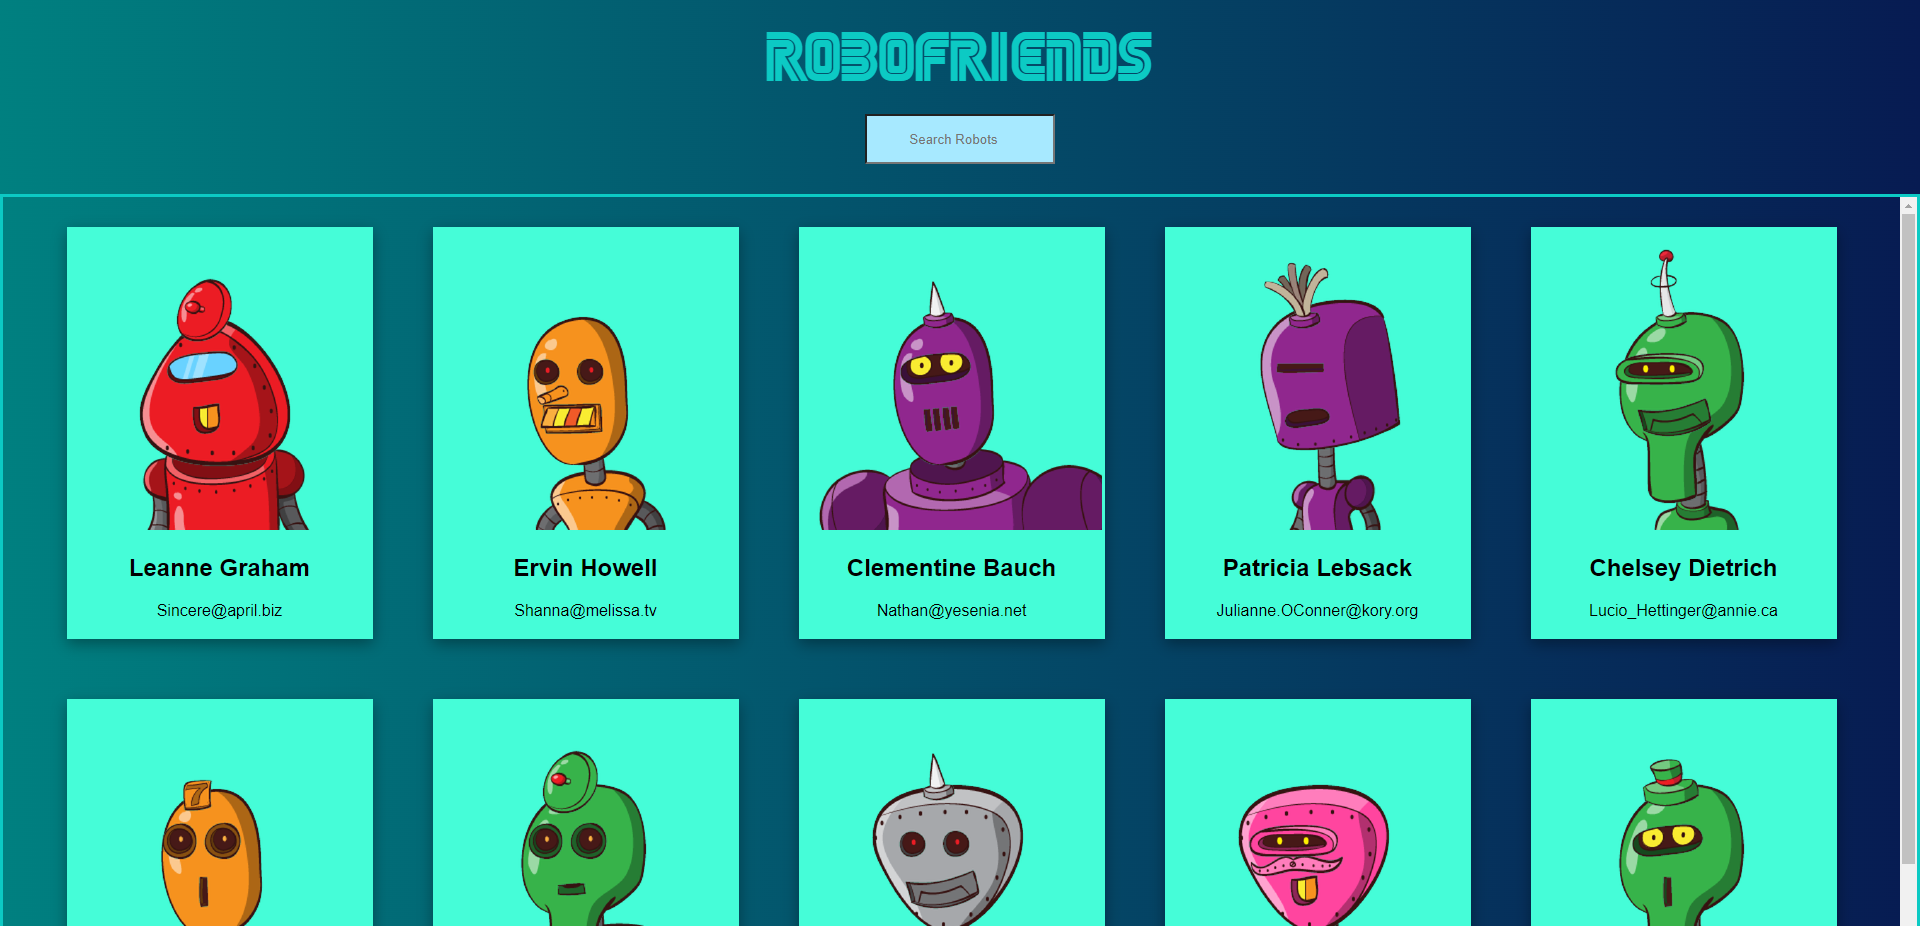 ROBOFRIENDS
Search Robots
Leanne Graham
Sincere@april.biz
Ervin Howell
Shanna@melissa.tv
Clementine Bauch
Nathan@yesenia.net
Patricia Lebsack
Julianne.OConner@kory.org
Chelsey Dietrich
Lucio_Hettinger@annie.ca
7